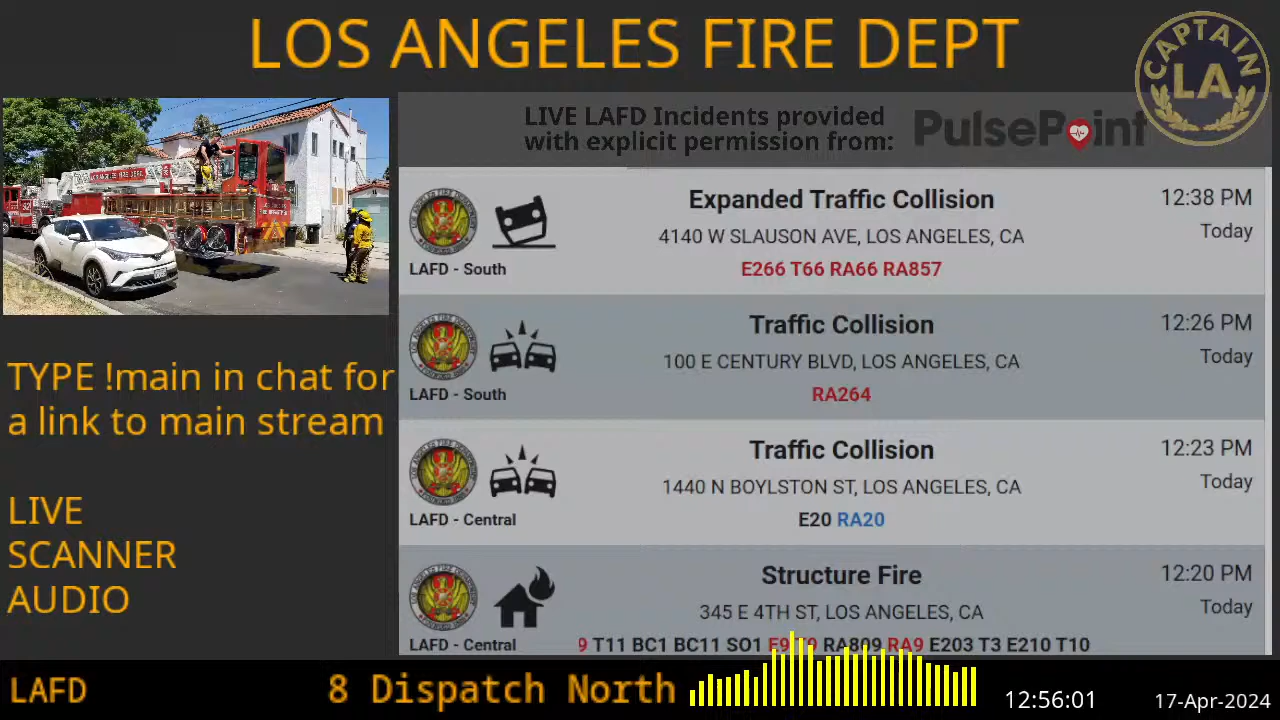 LOS ANGELES FIRE DEPT
CAPTAIN
LA
LIVE LAFD Incidents provided
with explicit permission from:
PulsePoint
Expanded Traffic Collision
12:38 PM
4140 W SLAUSON AVE, LOS ANGELES, CA
Today
LAFD - South
E266 T66 RA66 RA857
Traffic Collision
12:26 PM
100 E CENTURY BLVD, LOS ANGELES, CA
Today
LAFD - South
RA264
Traffic Collision
12:23 PM
1440 N BOYLSTON ST, LOS ANGELES, CA
Today
LAFD - Central
E20 RA20
Structure Fire
12:20 PM
345 E 4TH ST, LOS ANGELES, CA
Today
LAFD - Central
9 T11 BC1 BC11 SO1 E9 T9 RA809 RA9 E203 T3 E210 T10
TYPE !main in chat for
a link to main stream
LIVE
SCANNER
AUDIO
LAFD
8 Dispatch North
12:56:01
17-Apr-2024